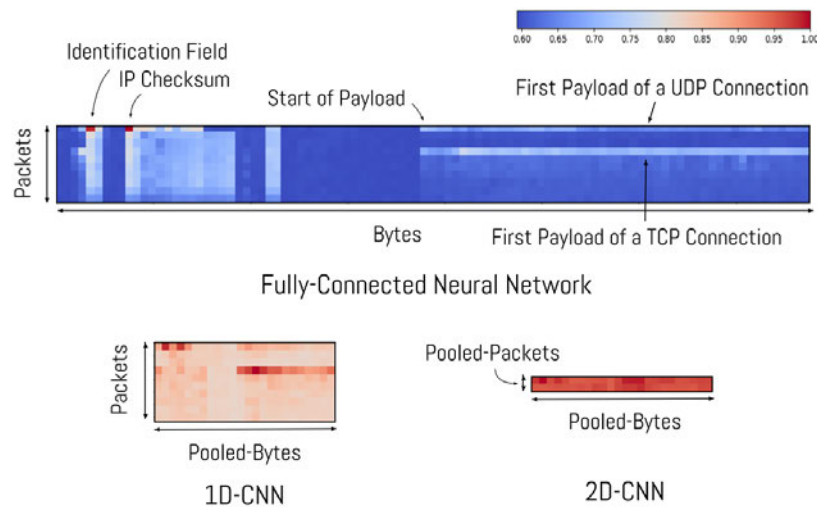 0.60 0.65 0.70 0.75 0.80 0.85 0.90 0.95 1.00
Identification Field
IP Checksum
Start of Payload
First Payload of a UDP Connection
Packets
Bytes
First Payload of a TCP Connection
Fully-Connected Neural Network
Packets
Pooled-Bytes
1D-CNN
Pooled-Packets
Pooled-Bytes
2D-CNN